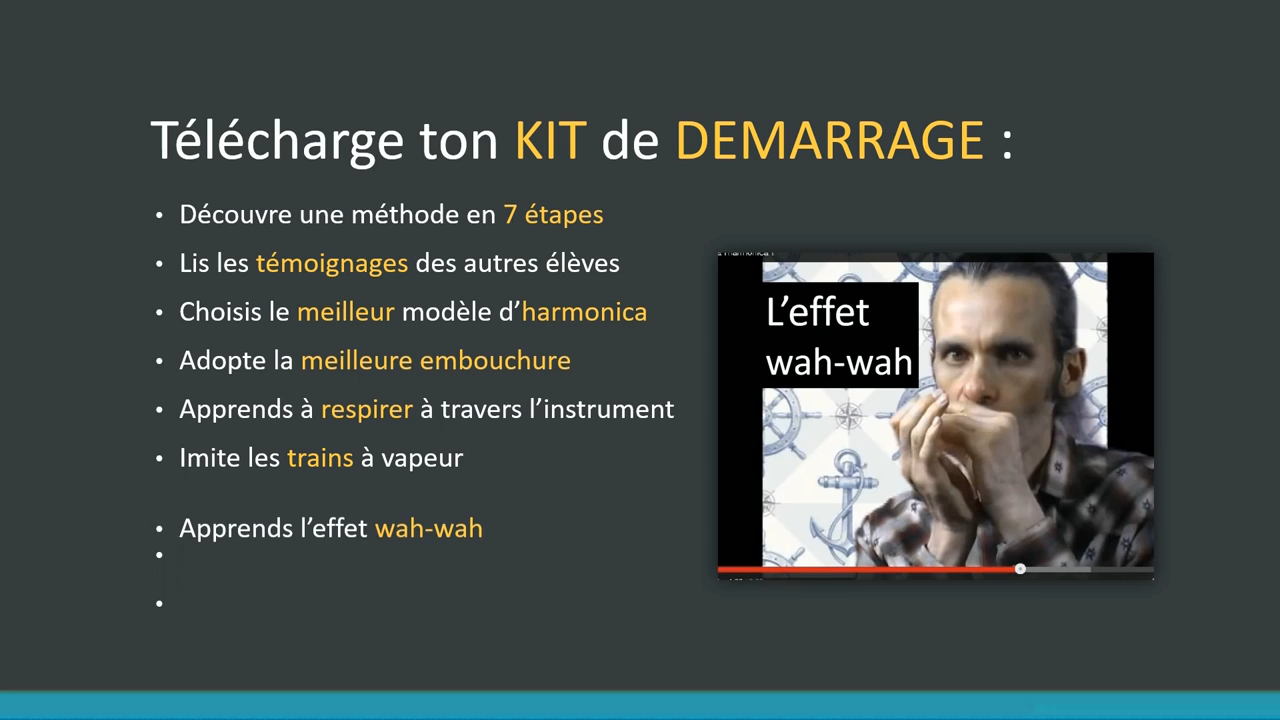 Télécharge ton KIT de DEMARRAGE :
• Découvre une méthode en 7 étapes
• Lis les témoignages des autres élèves
• Choisis le meilleur modèle d’harmonica
• Adopte la meilleure embouchure
• Apprends à respirer à travers l’instrument
• Imite les trains à vapeur
• Apprends l’effet wah-wah
•
•
L’effet
wah-wah